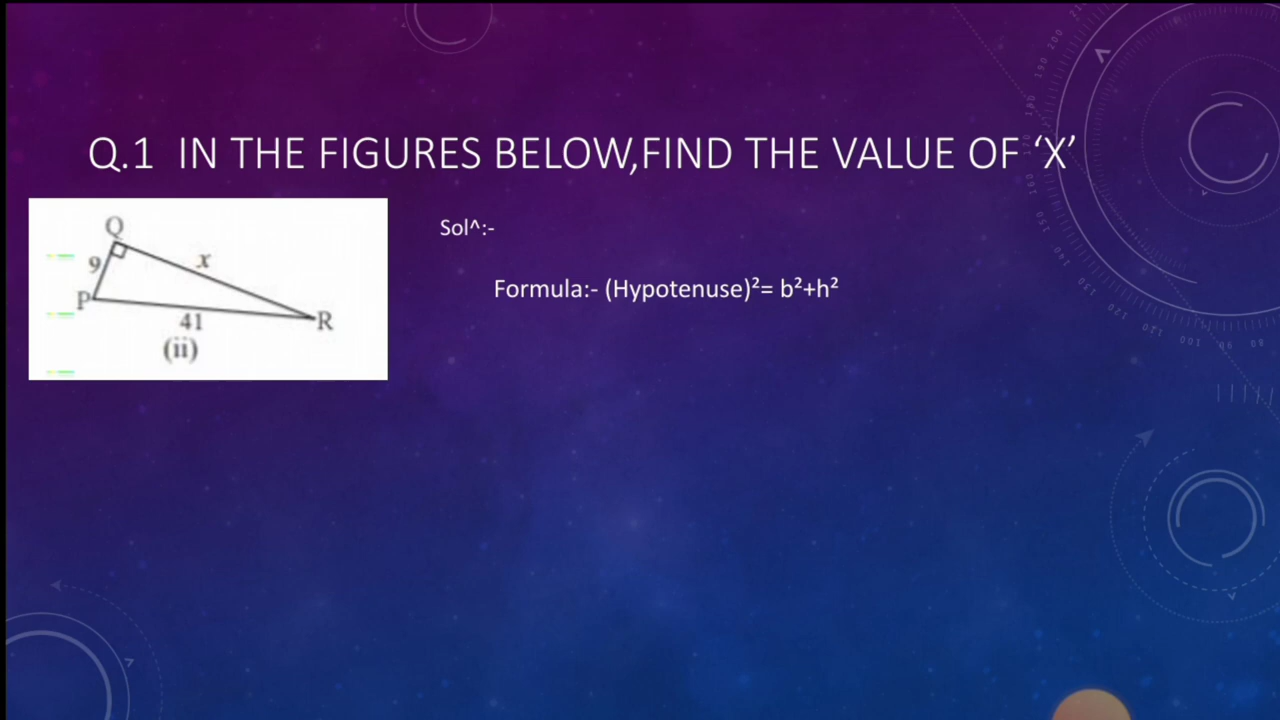 Q.1 IN THE FIGURES BELOW,FIND THE VALUE OF ‘X’
Q
9
x
P
41
R
(ii)
Sol^:-
Formula:- (Hypotenuse)²= b²+h²